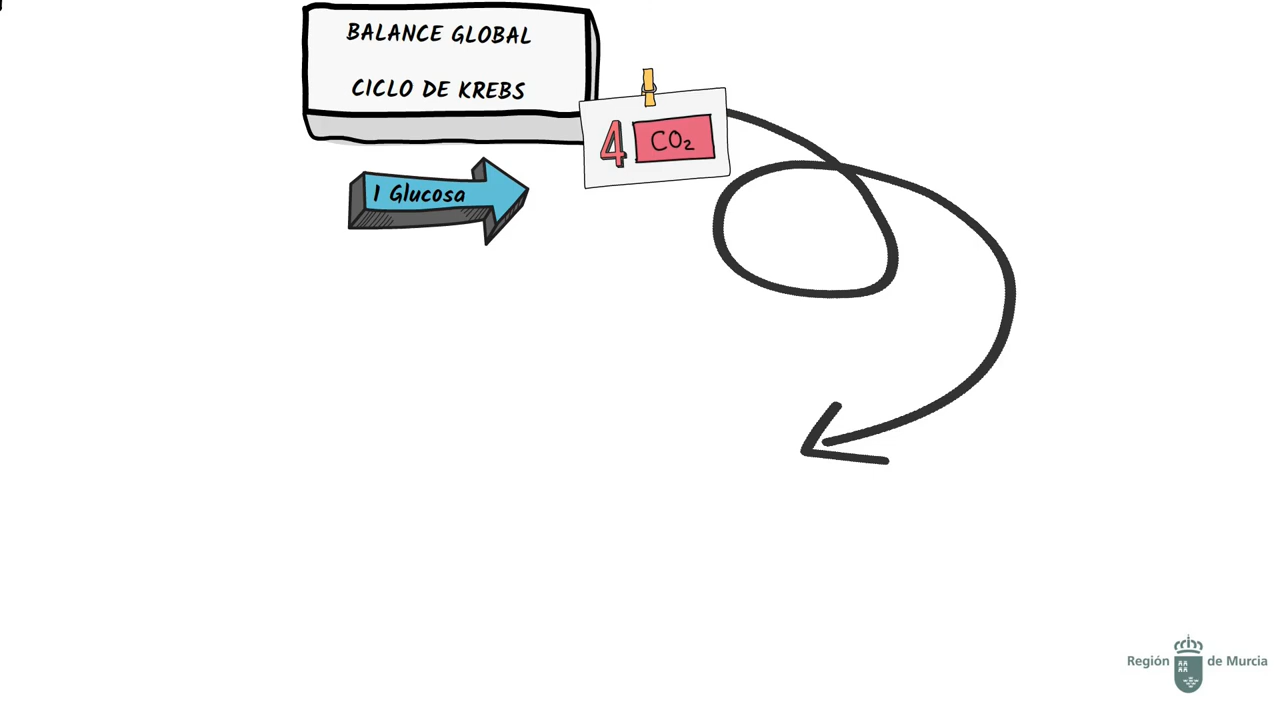 BALANCE GLOBAL
CICLO DE KREBS
4 CO₂
1 Glucosa
Región de Murcia